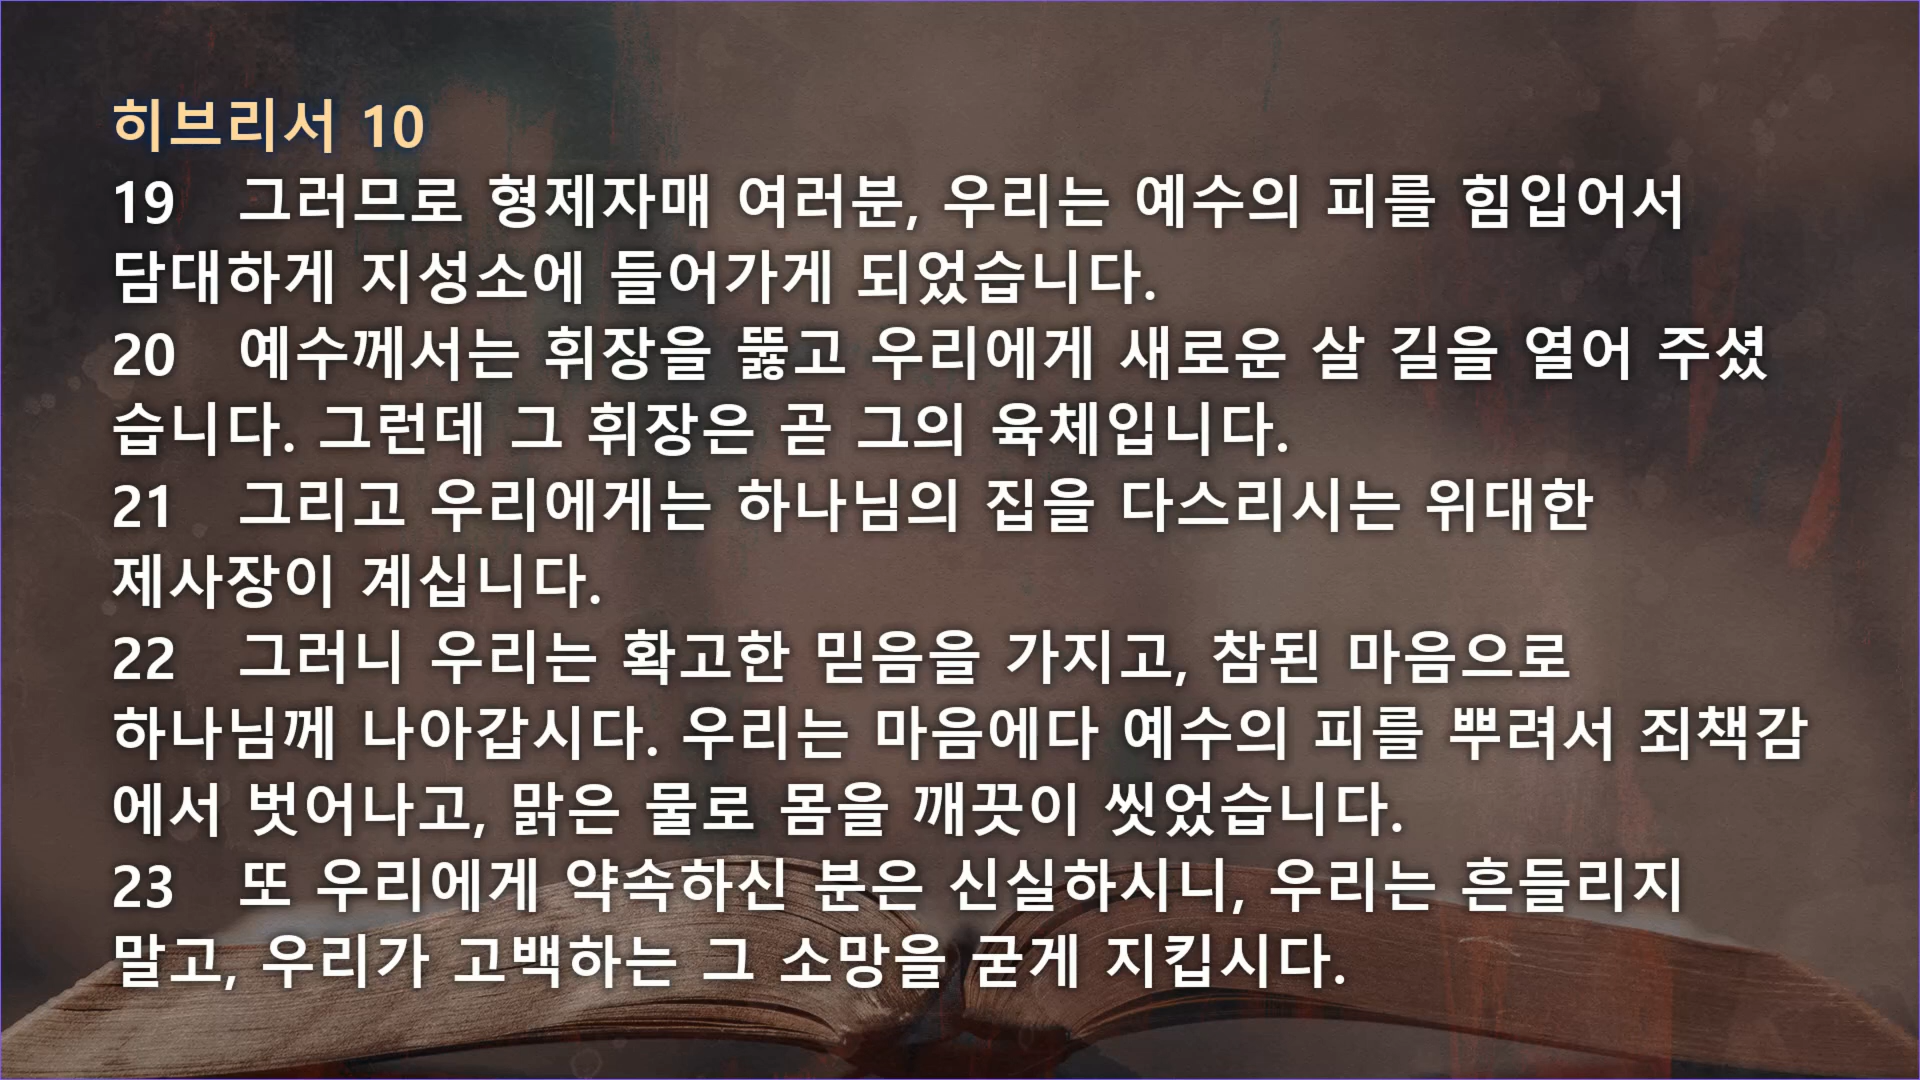 히브리서 10
19 그러므로 형제자매 여러분, 우리는 예수의 피를 힘입어서
담대하게 지성소에 들어가게 되었습니다.
20 예수께서는 휘장을 뚫고 우리에게 새로운 살 길을 열어 주셨
습니다. 그런데 그 휘장은 곧 그의 육체입니다.
21 그리고 우리에게는 하나님의 집을 다스리시는 위대한
제사장이 계십니다.
22 그러니 우리는 확고한 믿음을 가지고, 참된 마음으로
하나님께 나아갑시다. 우리는 마음에다 예수의 피를 뿌려서 죄책감
에서 벗어나고, 맑은 물로 몸을 깨끗이 씻었습니다.
23 또 우리에게 약속하신 분은 신실하시니, 우리는 흔들리지
말고, 우리가 고백하는 그 소망을 굳게 지킵시다.